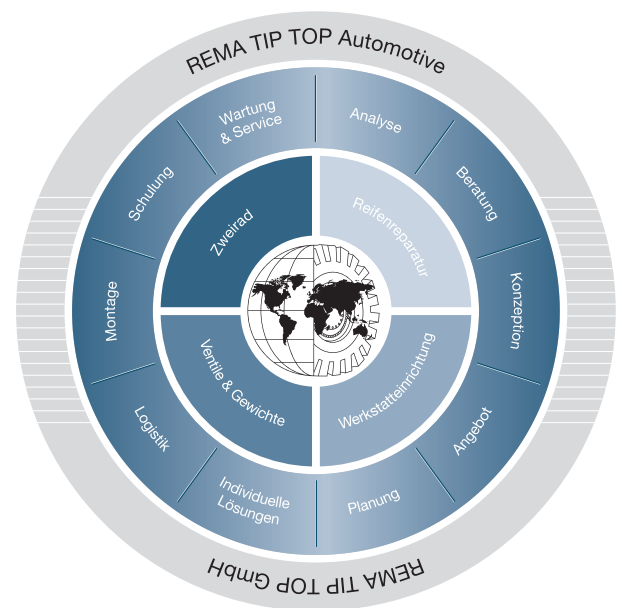 REMA TIP TOP Automotive
Analyse
Beratung
Konzeption
Angebot
Planung
Individuelle
Lösungen
Logistik
Montage
Schulung
Wartung
& Service
Reifenreparatur
Werkstatteinrichtung
Ventile & Gewichte
Zweirad
REMA TIP TOP GmbH